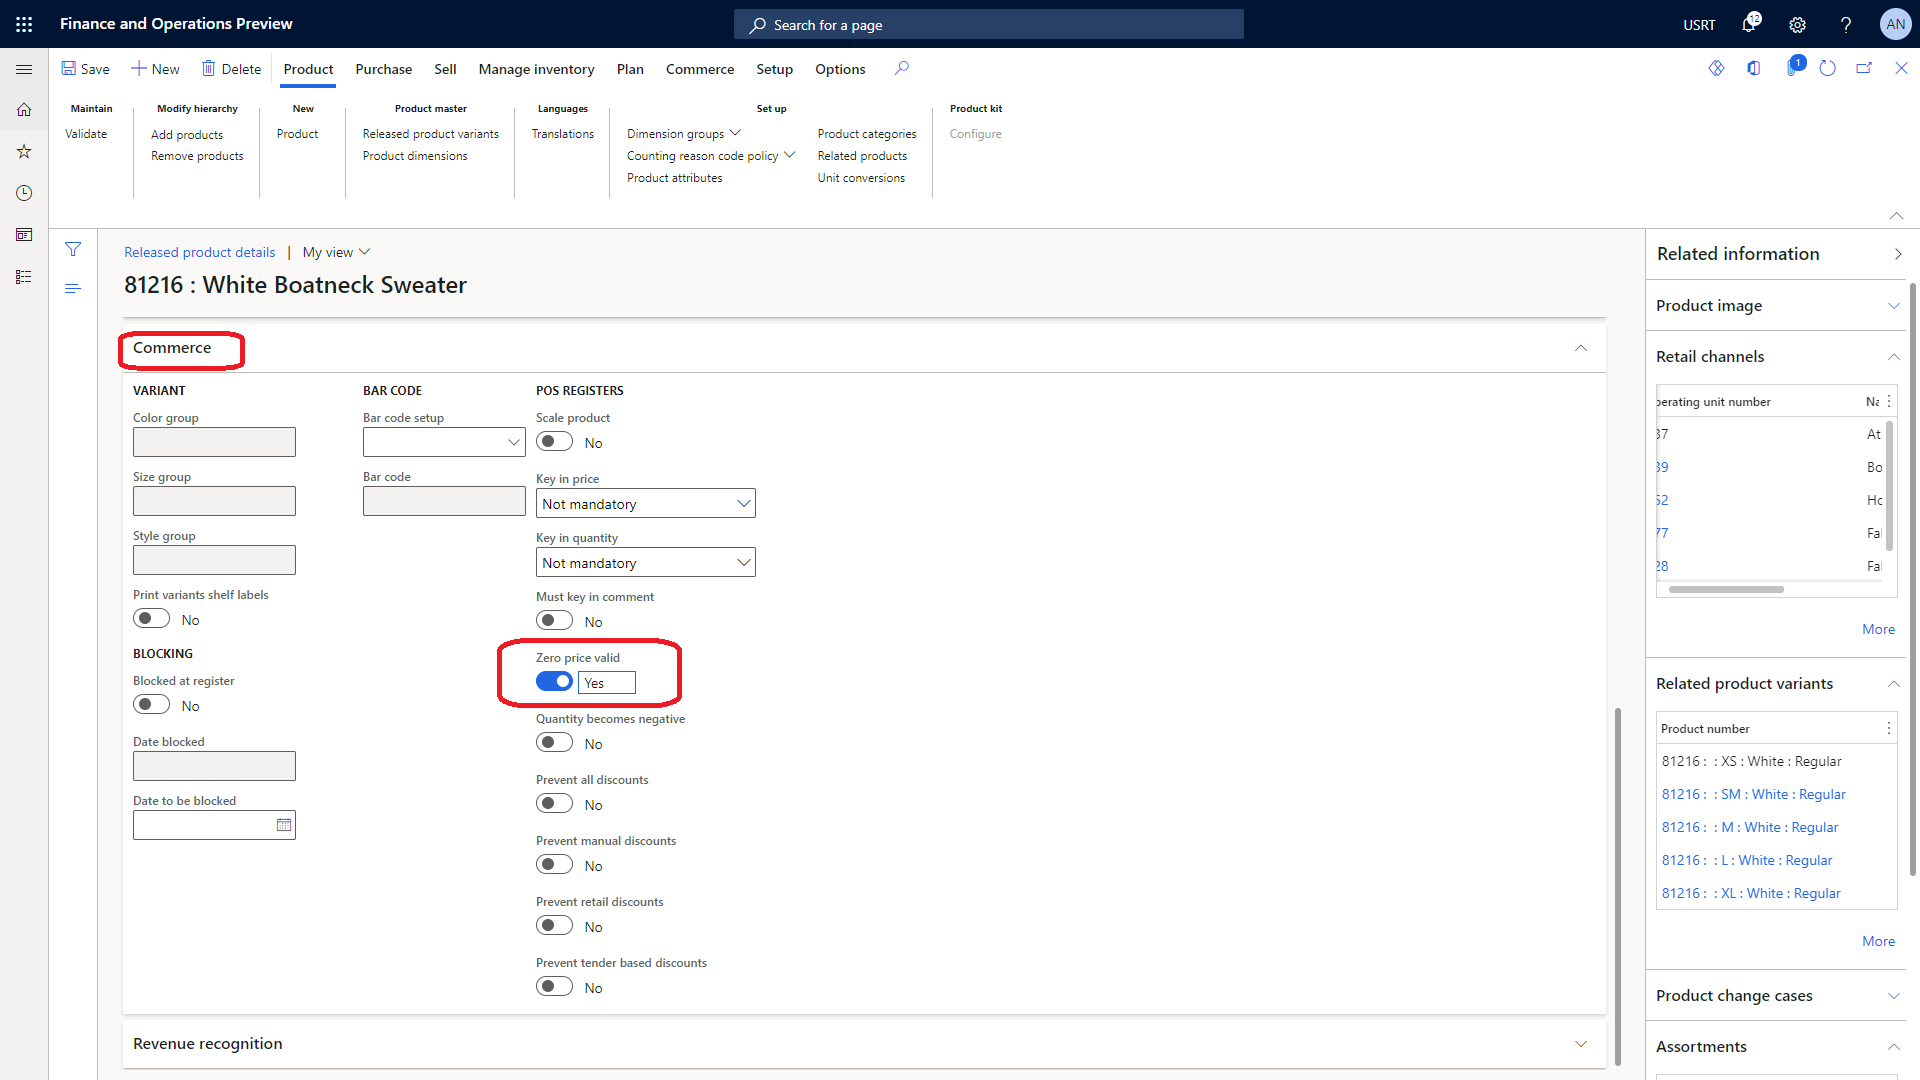 Finance and Operations Preview
Search for a page
USRT
12
?
AN
Save
New
Delete
Product
Purchase
Sell
Manage inventory
Plan
Commerce
Setup
Options
1
Maintain
Validate
Modify hierarchy
Add products
Remove products
New
Product
Product master
Released product variants
Product dimensions
Languages
Translations
Set up
Dimension groups
Counting reason code policy
Product attributes
Product categories
Related products
Unit conversions
Product kit
Configure
Released product details | My view
81216 : White Boatneck Sweater
Commerce
VARIANT
Color group
Size group
Style group
Print variants shelf labels
No
BLOCKING
Blocked at register
No
Date blocked
Date to be blocked
BAR CODE
Bar code setup
Bar code
POS REGISTERS
Scale product
No
Key in price
Not mandatory
Key in quantity
Not mandatory
Must key in comment
No
Zero price valid
Yes
Quantity becomes negative
No
Prevent all discounts
No
Prevent manual discounts
No
Prevent retail discounts
No
Prevent tender based discounts
No
Revenue recognition
Related information
Product image
Retail channels
perating unit number Na
37 At
39 Bo
52 Hc
77 Fal
28 Fal
More
Related product variants
Product number
81216 : : XS : White : Regular
81216 : : SM : White : Regular
81216 : : M : White : Regular
81216 : : L : White : Regular
81216 : : XL : White : Regular
More
Product change cases
Assortments